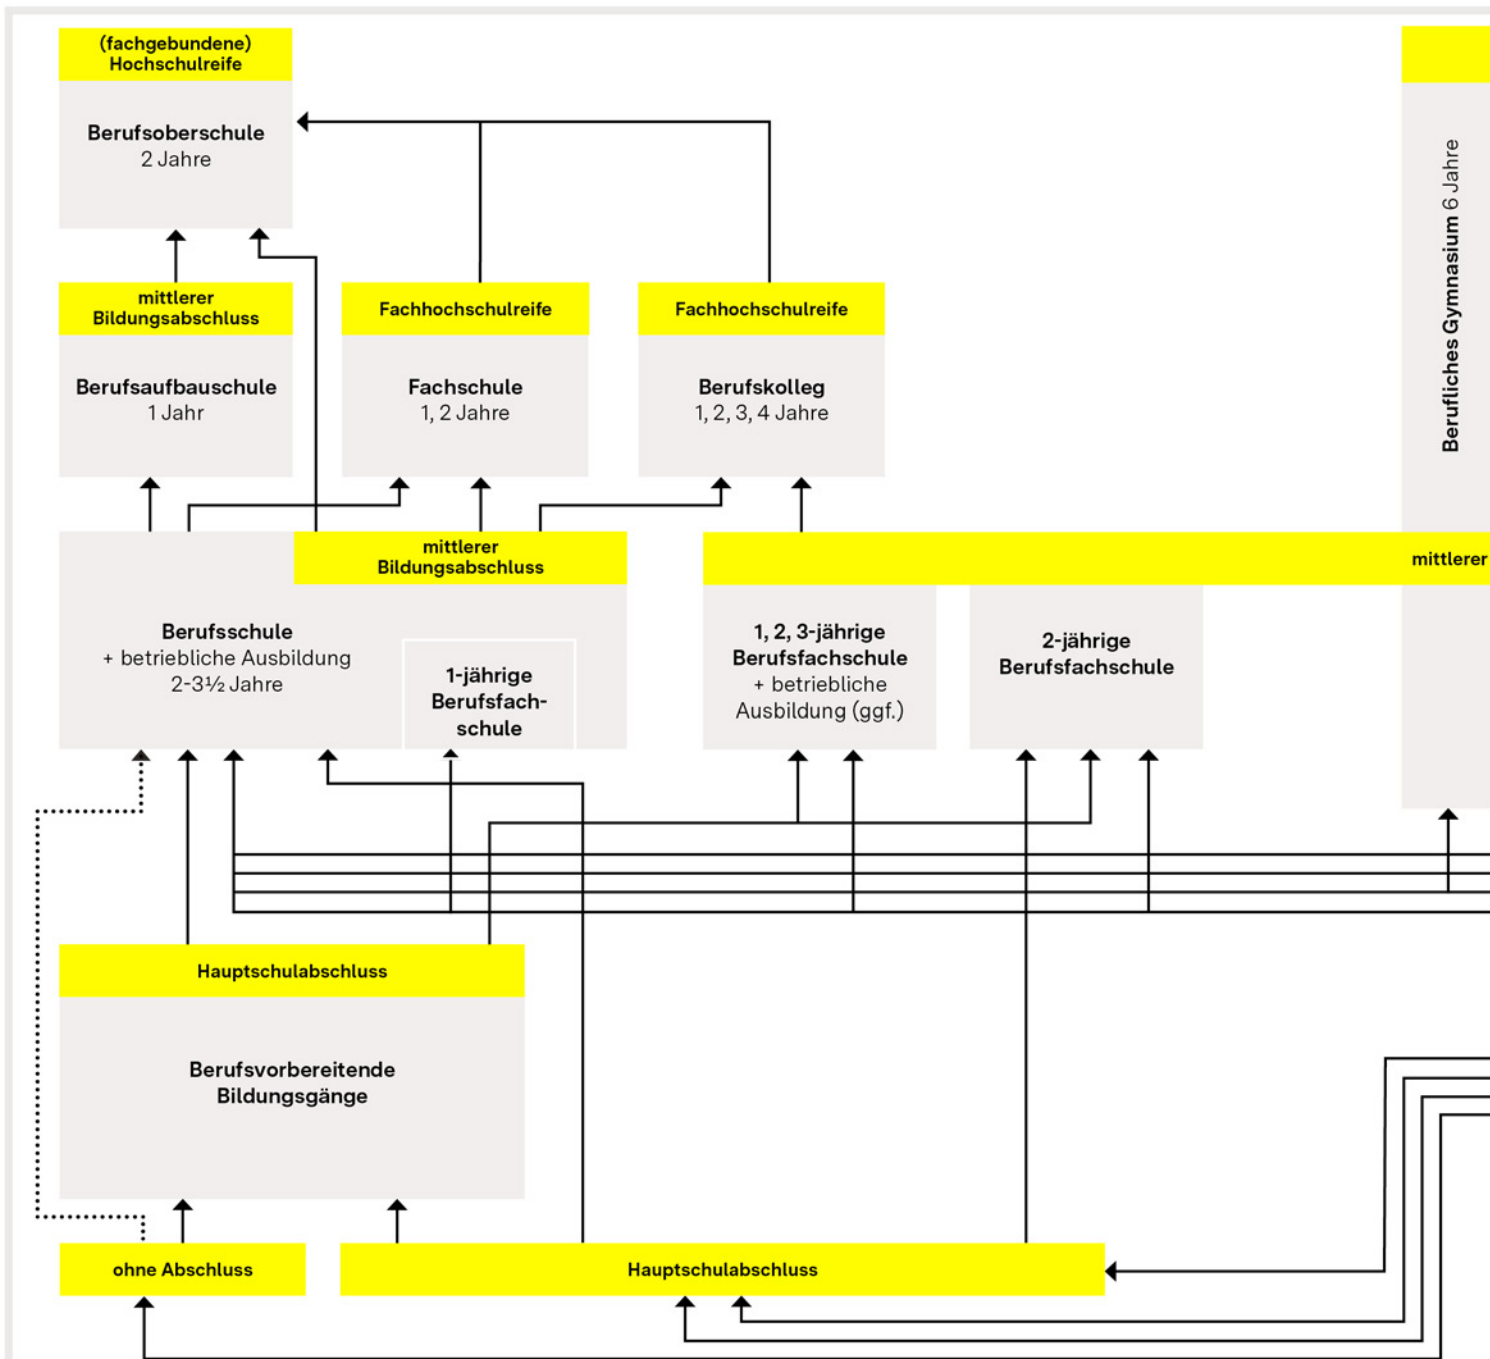 (fachgebundene)
Hochschulreife
Berufsoberschule
2 Jahre
Berufliches Gymnasium 6 Jahre
mittlerer
Bildungsabschluss
Berufsaufbauschule
1 Jahr
Fachhochschulreife
Fachschule
1, 2 Jahre
Fachhochschulreife
Berufskolleg
1, 2, 3, 4 Jahre
mittlerer
Bildungsabschluss
Berufsschule
+ betriebliche Ausbildung
2-3½ Jahre
1-jährige
Berufsfach-
schule
mittlerer
1, 2, 3-jährige
Berufsfachschule
+ betriebliche
Ausbildung (ggf.)
2-jährige
Berufsfachschule
Hauptschulabschluss
Berufsvorbereitende
Bildungsgänge
ohne Abschluss
Hauptschulabschluss